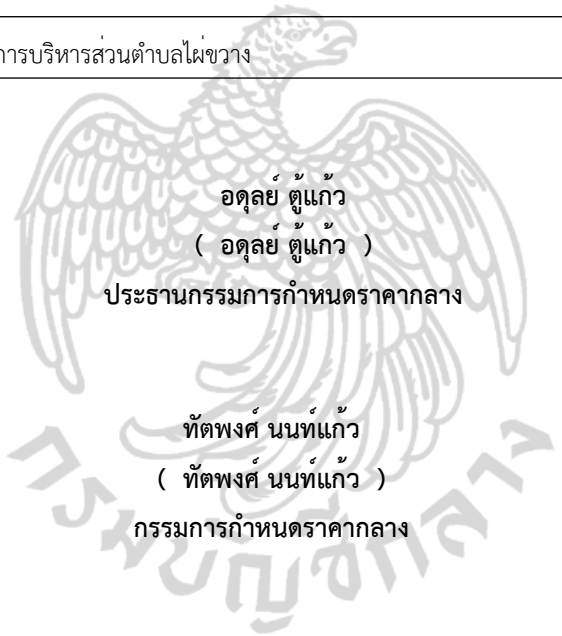 การบริหารส่วนตำบลไผ่ขวาง
อดุลย์ ตู้แก้ว
( อดุลย์ ตู้แก้ว )
ประธานกรรมการกำหนดราคากลาง
ทัตพงศ์ นนท์แก้ว
( ทัตพงศ์ นนท์แก้ว )
กรรมการกำหนดราคากลาง
กรมบัญชีกลาง